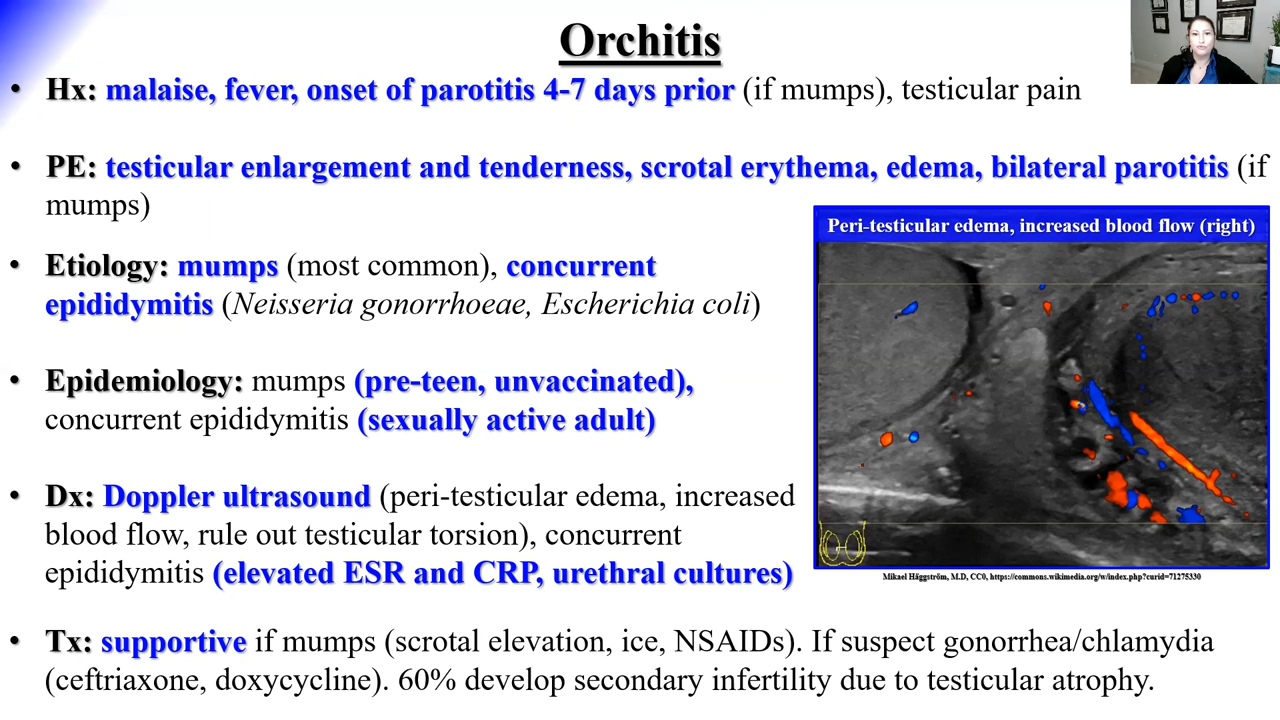 Orchitis
• Hx: malaise, fever, onset of parotitis 4-7 days prior (if mumps), testicular pain
• PE: testicular enlargement and tenderness, scrotal erythema, edema, bilateral parotitis (if
mumps)
Peri-testicular edema, increased blood flow (right)
• Etiology: mumps (most common), concurrent
epididymitis (Neisseria gonorrhoeae, Escherichia coli)
• Epidemiology: mumps (pre-teen, unvaccinated),
concurrent epididymitis (sexually active adult)
• Dx: Doppler ultrasound (peri-testicular edema, increased
blood flow, rule out testicular torsion), concurrent
epididymitis (elevated ESR and CRP, urethral cultures)
Mikael Häggström, M.D, CC0, https://commons.wikimedia.org/w/index.php?curid=71275330
• Tx: supportive if mumps (scrotal elevation, ice, NSAIDs). If suspect gonorrhea/chlamydia
(ceftriaxone, doxycycline). 60% develop secondary infertility due to testicular atrophy.